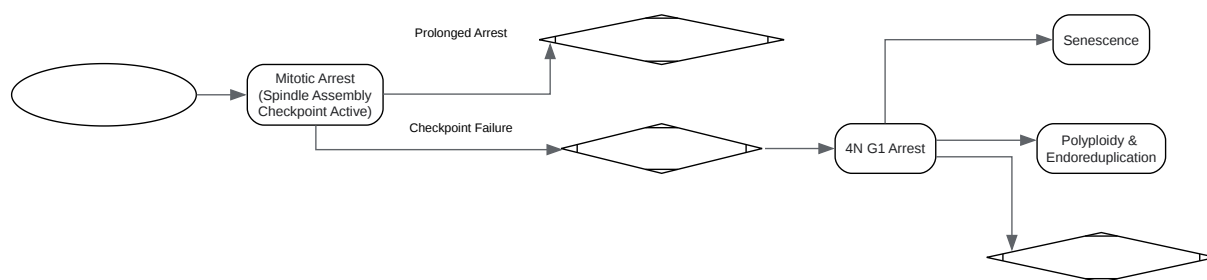 Prolonged Arrest
Senescence
Mitotic Arrest
(Spindle Assembly
Checkpoint Active)
Checkpoint Failure
4N G1 Arrest
Polyploidy &
Endoreduplication